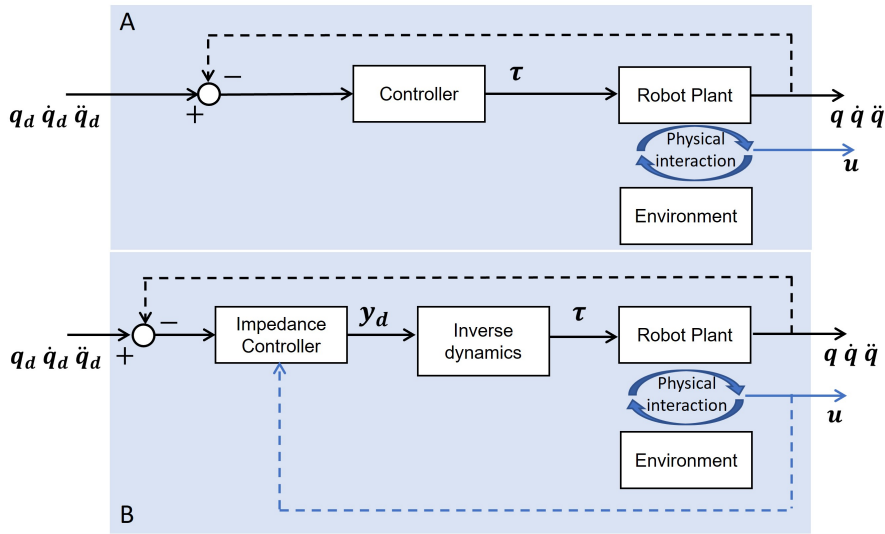 A
−
+
q_d q̇_d q̈_d
Controller
τ
Robot Plant
q q̇ q̈
Physical
interaction
u
Environment
−
+
q_d q̇_d q̈_d
Impedance
Controller
y_d
Inverse
dynamics
τ
Robot Plant
q q̇ q̈
Physical
interaction
u
Environment
B